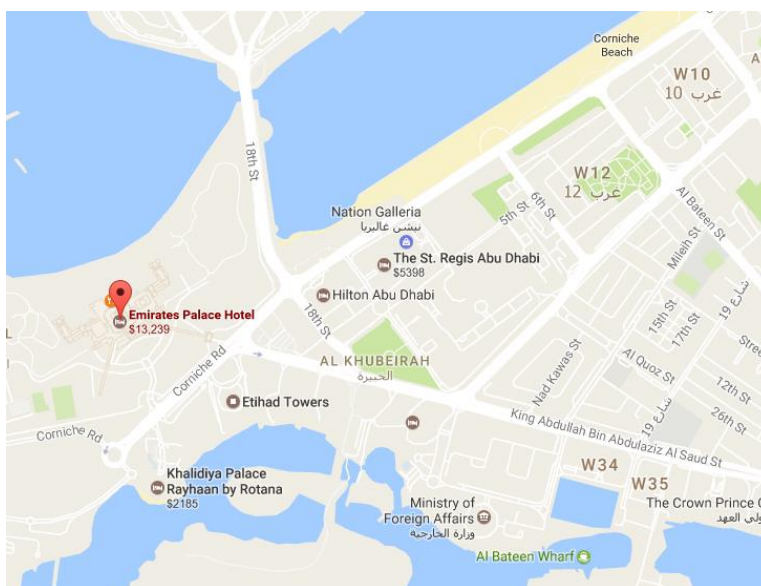 Corniche
Beach
W10
غرب 10
18th St
W12
غرب 12
6th St
5th St
Al Bateen St
Nation Galleria
نيشن غاليريا
Mileih St
The St. Regis Abu Dhabi
$5398
شارع 19
Hilton Abu Dhabi
Emirates Palace Hotel
$13,239
18th St
15th St
17th St
AL KHUBEIRAH
الخبيرة
Nad Kawas St
Al Quoz St
Corniche Rd
12th St
Etihad Towers
26th St
شارع 19
King Abdullah Bin Abdulaziz Al Saud St
Corniche Rd
W34
Khalidiya Palace
Rayhaan by Rotana
$2185
W35
Ministry of
Foreign Affairs
وزارة الخارجية
The Crown Prince
Al Bateen Wharf